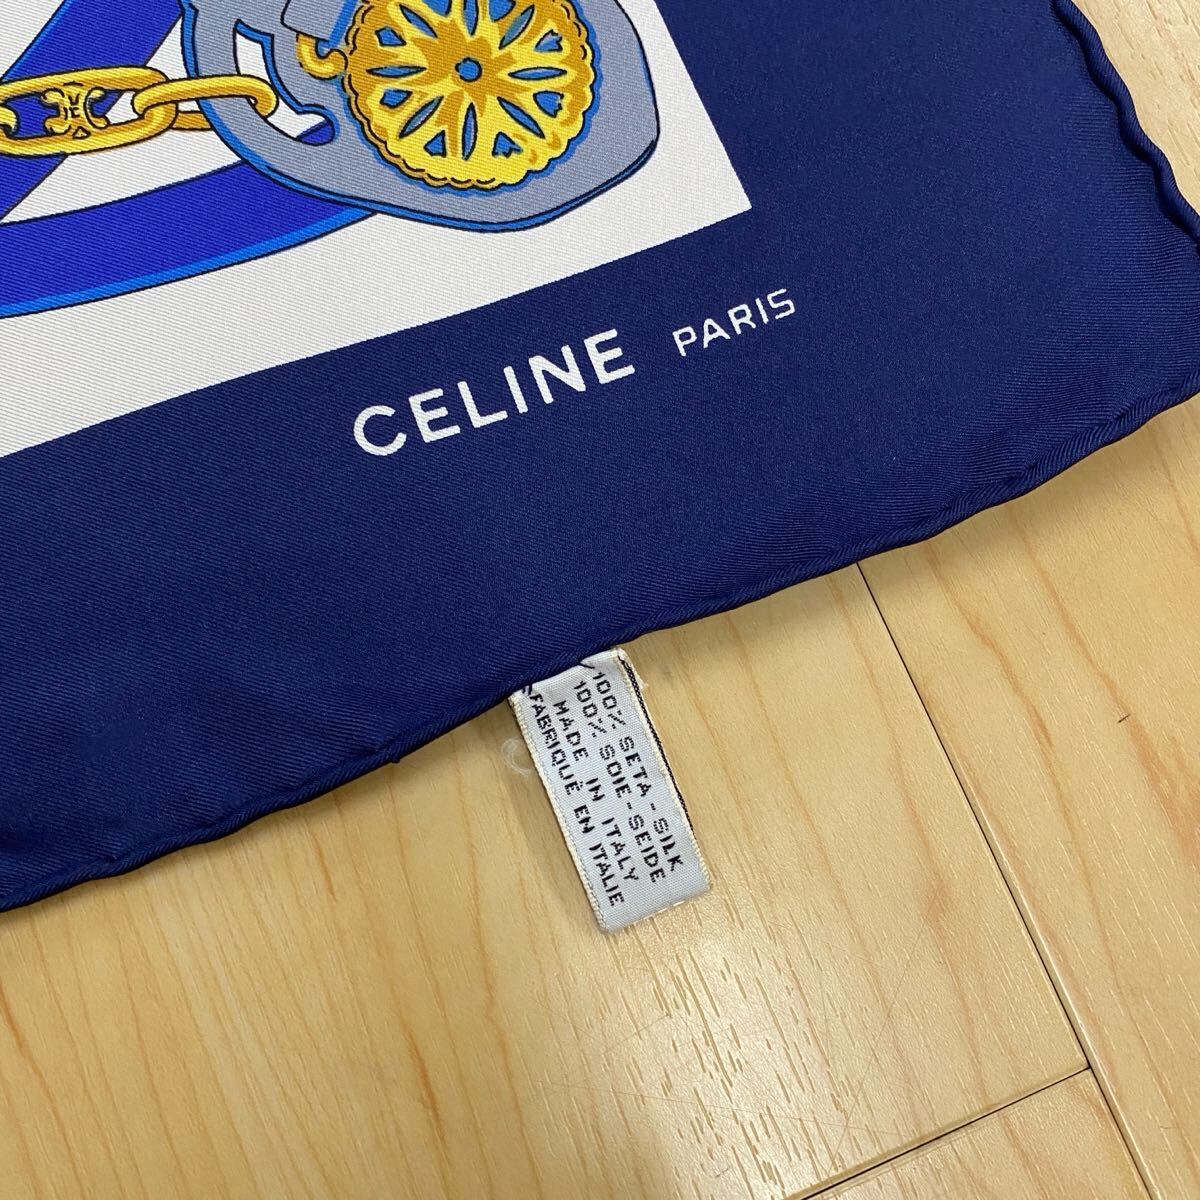 CELINE PARIS
100% SETA-SILK
100% SOIE-SEIDE
MADE IN ITALY
FABRIQUÉ EN ITALIE